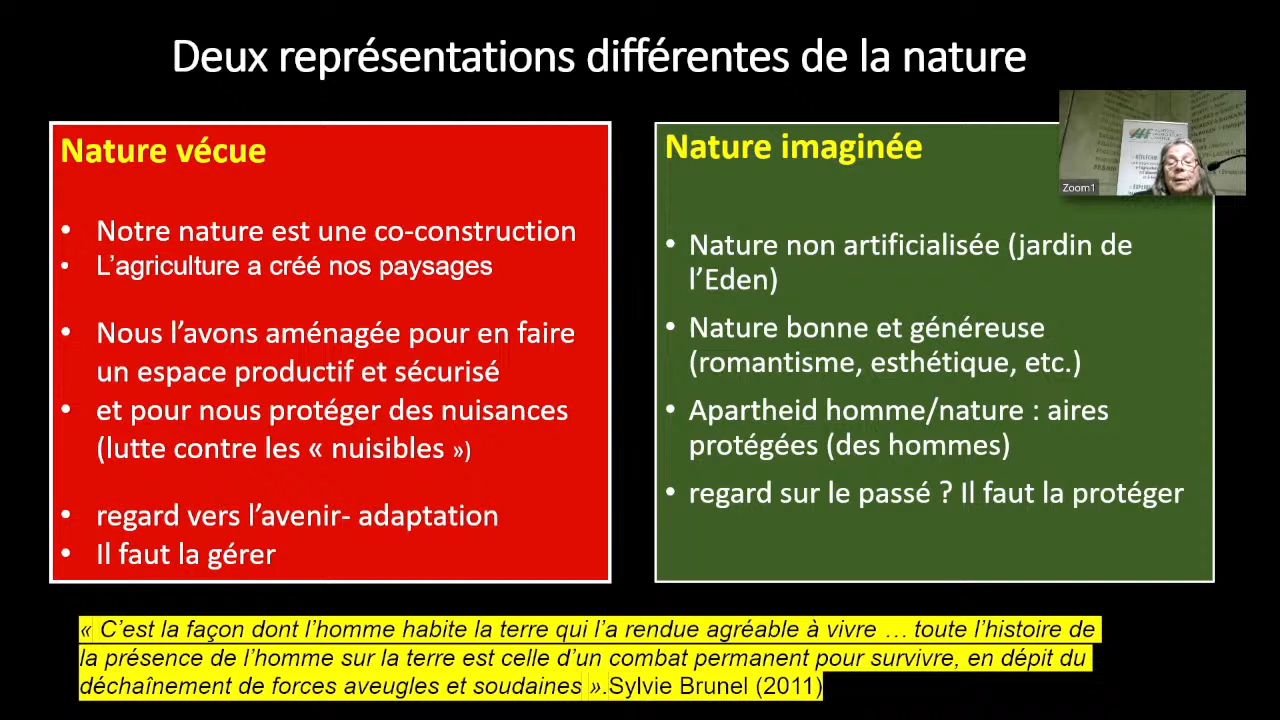 Deux représentations différentes de la nature
Nature vécue
• Notre nature est une co-construction
• L’agriculture a créé nos paysages
• Nous l’avons aménagée pour en faire
un espace productif et sécurisé
• et pour nous protéger des nuisances
(lutte contre les « nuisibles »)
• regard vers l’avenir- adaptation
• Il faut la gérer
Nature imaginée
• Nature non artificialisée (jardin de
l’Eden)
• Nature bonne et généreuse
(romantisme, esthétique, etc.)
• Apartheid homme/nature : aires
protégées (des hommes)
• regard sur le passé ? Il faut la protéger
Zoom1
« C’est la façon dont l’homme habite la terre qui l’a rendue agréable à vivre … toute l’histoire de
la présence de l’homme sur la terre est celle d’un combat permanent pour survivre, en dépit du
déchaînement de forces aveugles et soudaines ».Sylvie Brunel (2011)